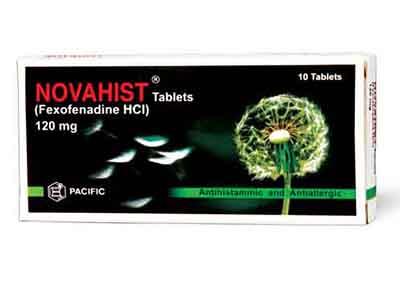 NOVAHIST® Tablets
(Fexofenadine HCl)
120 mg
10 Tablets
PACIFIC
Antihistaminic and Antiallergic